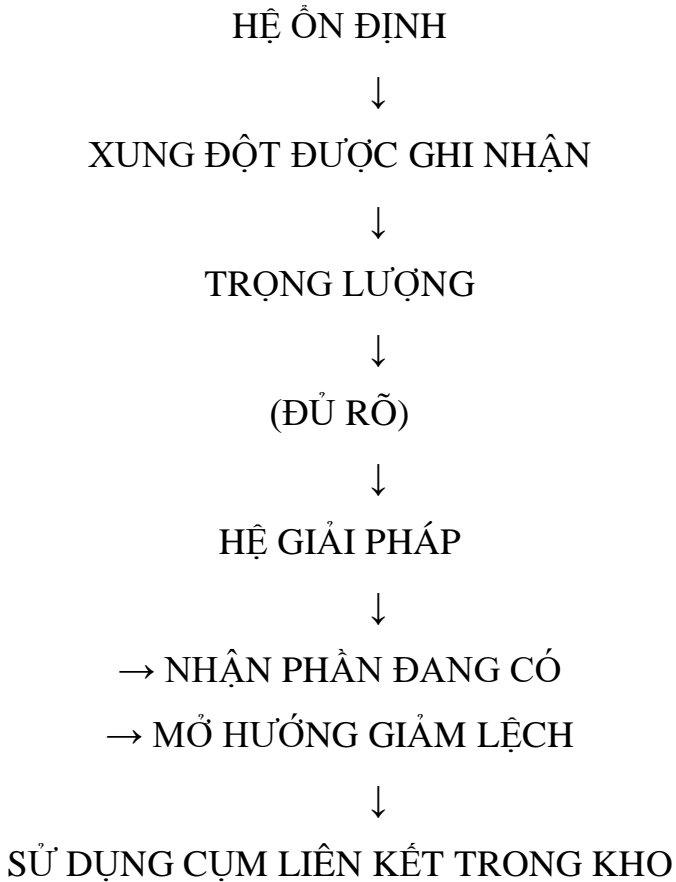 HỆ ỔN ĐỊNH
↓
XUNG ĐỘT ĐƯỢC GHI NHẬN
↓
TRỌNG LƯỢNG
↓
(ĐỦ RÕ)
↓
HỆ GIẢI PHÁP
↓
→ NHẬN PHẦN ĐANG CÓ
→ MỞ HƯỚNG GIẢM LỆCH
↓
SỬ DỤNG CỤM LIÊN KẾT TRONG KHO